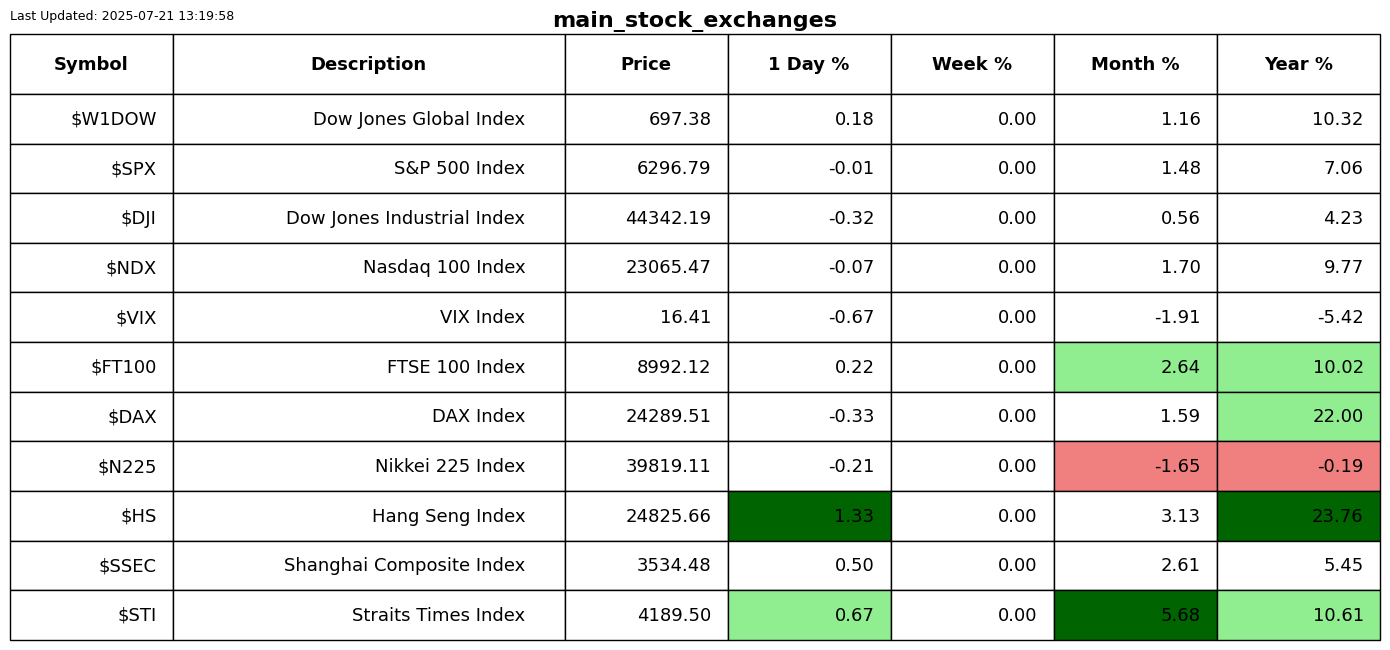 Last Updated: 2025-07-21 13:19:58
main_stock_exchanges
Symbol Description Price 1 Day % Week % Month % Year %
$W1DOW Dow Jones Global Index 697.38 0.18 0.00 1.16 10.32
$SPX S&P 500 Index 6296.79 -0.01 0.00 1.48 7.06
$DJI Dow Jones Industrial Index 44342.19 -0.32 0.00 0.56 4.23
$NDX Nasdaq 100 Index 23065.47 -0.07 0.00 1.70 9.77
$VIX VIX Index 16.41 -0.67 0.00 -1.91 -5.42
$FT100 FTSE 100 Index 8992.12 0.22 0.00 2.64 10.02
$DAX DAX Index 24289.51 -0.33 0.00 1.59 22.00
$N225 Nikkei 225 Index 39819.11 -0.21 0.00 -1.65 -0.19
$HS Hang Seng Index 24825.66 1.33 0.00 3.13 23.76
$SSEC Shanghai Composite Index 3534.48 0.50 0.00 2.61 5.45
$STI Straits Times Index 4189.50 0.67 0.00 5.68 10.61